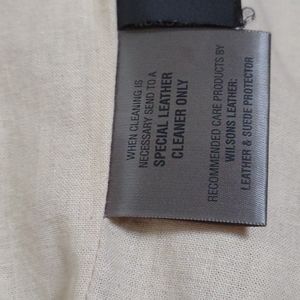 WHEN CLEANING IS
NECESSARY SEND TO A
SPECIAL LEATHER
CLEANER ONLY
RECOMMENDED CARE PRODUCTS BY
WILSONS LEATHER:
LEATHER & SUEDE PROTECTOR